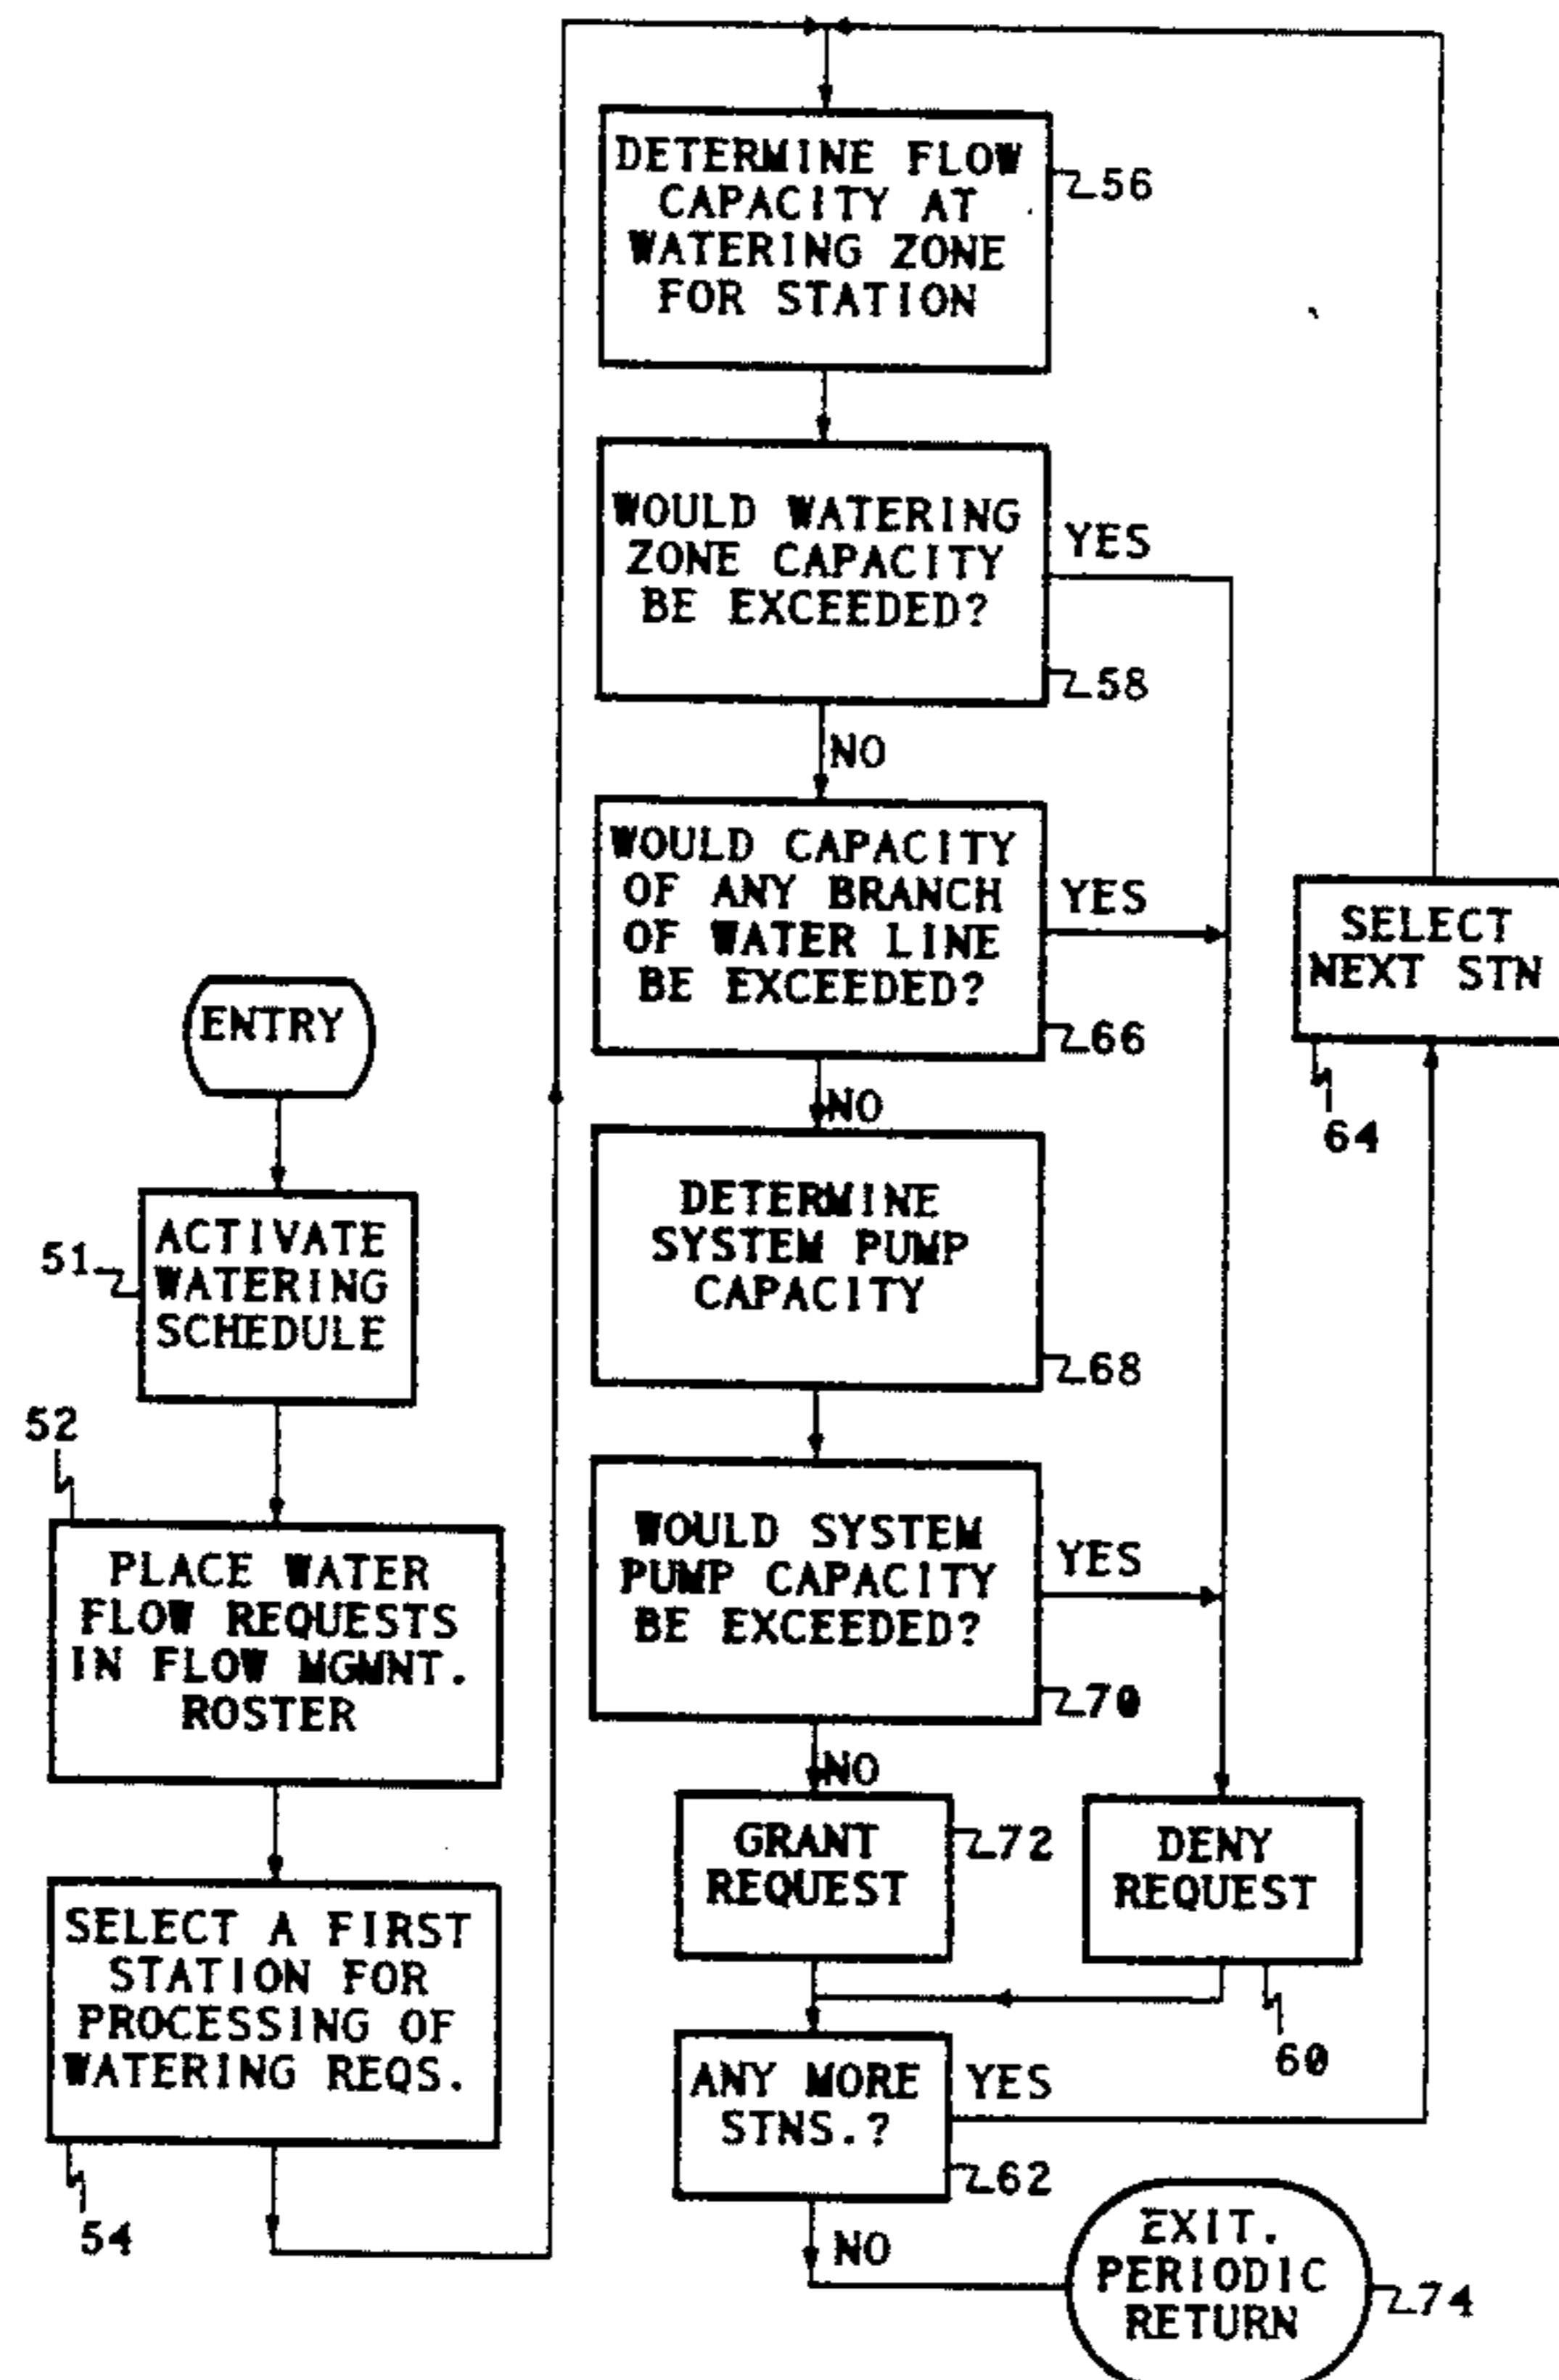 ENTRY
51
ACTIVATE
WATERING
SCHEDULE
52
PLACE WATER
FLOW REQUESTS
IN FLOW MGMNT.
ROSTER
SELECT A FIRST
STATION FOR
PROCESSING OF
WATERING REQS.
54
DETERMINE FLOW
CAPACITY AT
WATERING ZONE
FOR STATION
56
WOULD WATERING
ZONE CAPACITY
BE EXCEEDED?
YES
58
NO
WOULD CAPACITY
OF ANY BRANCH
OF WATER LINE
BE EXCEEDED?
YES
66
NO
DETERMINE
SYSTEM PUMP
CAPACITY
68
WOULD SYSTEM
PUMP CAPACITY
BE EXCEEDED?
YES
70
NO
GRANT
REQUEST
72
DENY
REQUEST
60
ANY MORE
STNS.?
YES
62
NO
SELECT
NEXT STN
64
EXIT.
PERIODIC
RETURN
74